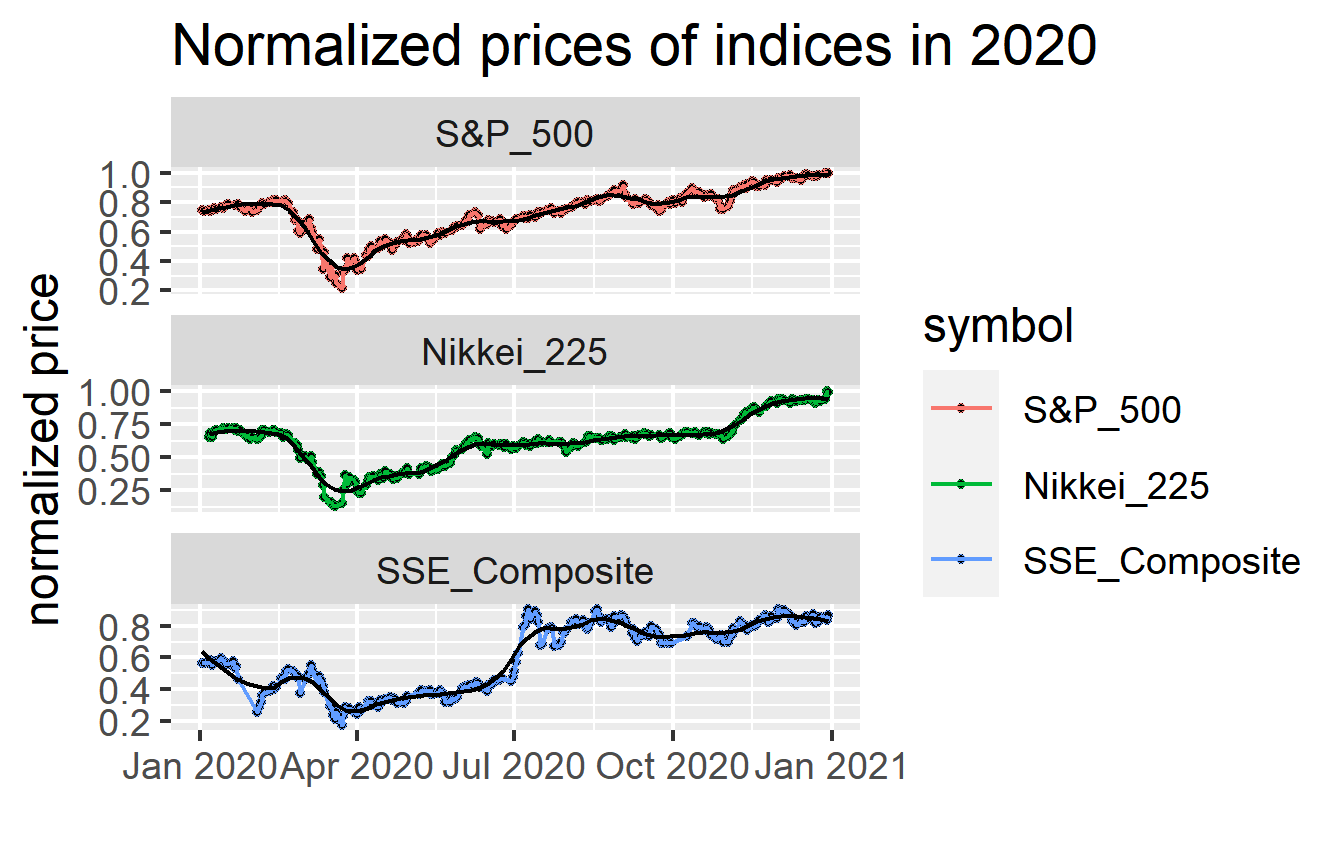 Normalized prices of indices in 2020
S&P_500
1.0
0.8
0.6
0.4
0.2
Nikkei_225
1.00
0.75
0.50
0.25
SSE_Composite
0.8
0.6
0.4
0.2
Jan 2020 Apr 2020 Jul 2020 Oct 2020 Jan 2021
normalized price
symbol
S&P_500
Nikkei_225
SSE_Composite